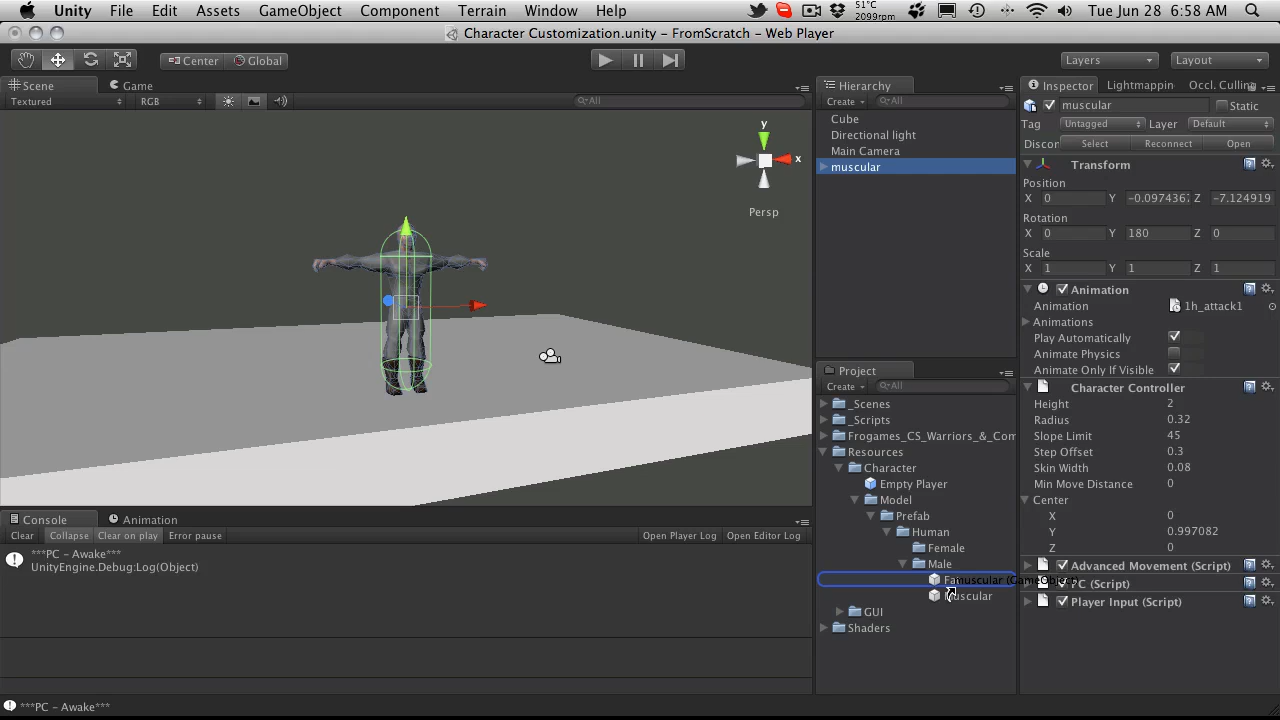 Unity File Edit Assets GameObject Component Terrain Window Help 51°C 2099rpm Tue Jun 28 6:58 AM
Character Customization.unity – FromScratch – Web Player
Center Global Layers Layout
Scene Game
Textured RGB All
y
x
Persp
Hierarchy
Create All
Cube
Directional light
Main Camera
muscular
Project
Create All
_Scenes
_Scripts
Frogames_CS_Warriors_&_Com
Resources
Character
Empty Player
Model
Prefab
Human
Female
Male
muscular (GameObject)
GUI
Shaders
Inspector Lightmappin Occl. Culling
muscular Static
Tag Untagged Layer Default
Discor Select Reconnect Open
Transform
Position
X 0 Y -0.0974367 Z -7.124919
Rotation
X 0 Y 180 Z 0
Scale
X 1 Y 1 Z 1
Animation
Animation 1h_attack1
Animations
Play Automatically
Animate Physics
Animate Only If Visible
Character Controller
Height 2
Radius 0.32
Slope Limit 45
Step Offset 0.3
Skin Width 0.08
Min Move Distance 0
Center
X 0
Y 0.997082
Z 0
Advanced Movement (Script)
PC (Script)
Player Input (Script)
Console Animation
Clear Collapse Clear on play Error pause Open Player Log Open Editor Log
***PC – Awake***
UnityEngine.Debug:Log(Object)
***PC – Awake***